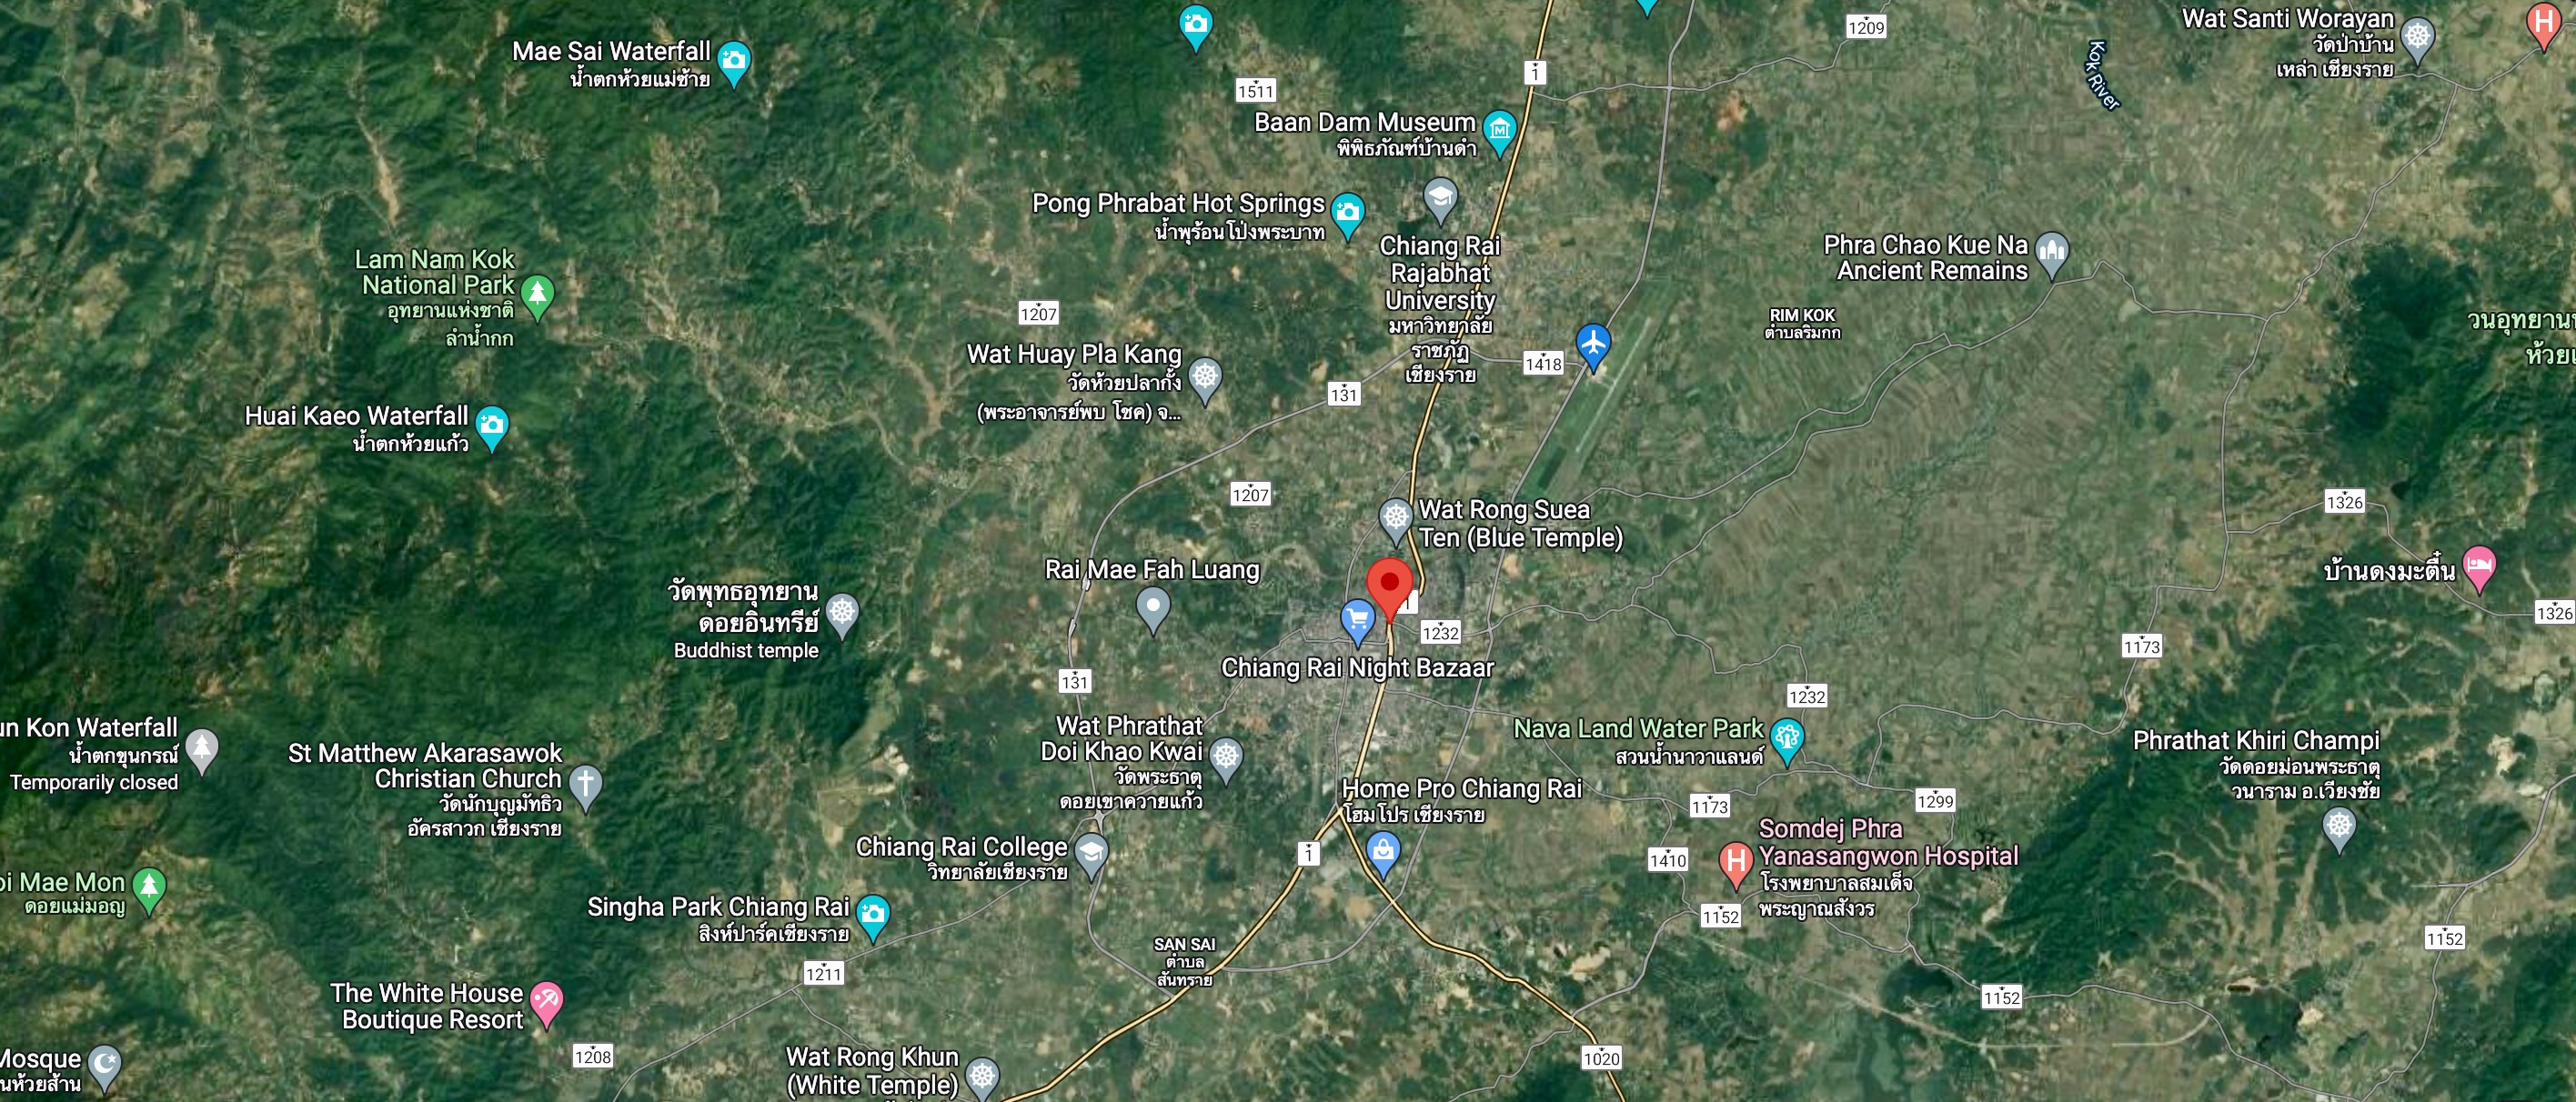 Mae Sai Waterfall
น้ำตกห้วยแม่ซ้าย
1511
1
1209
Kok River
Wat Santi Worayan
วัดป่าบ้าน
เหล่า เชียงราย
H
Baan Dam Museum
พิพิธภัณฑ์บ้านดำ
Pong Phrabat Hot Springs
น้ำพุร้อนโป่งพระบาท
Chiang Rai
Rajabhat
University
มหาวิทยาลัย
ราชภัฏ
เชียงราย
Lam Nam Kok
National Park
อุทยานแห่งชาติ
ลำน้ำกก
1207
Phra Chao Kue Na
Ancient Remains
RIM KOK
ตำบลริมกก
วนอุทยาน
Wat Huay Pla Kang
วัดห้วยปลากั้ง
(พระอาจารย์พบ โชค) จ...
131
1418
Huai Kaeo Waterfall
น้ำตกห้วยแก้ว
1207
Wat Rong Suea
Ten (Blue Temple)
1326
Rai Mae Fah Luang
บ้านดงมะตื๋น
วัดพุทธอุทยาน
ดอยอินทรีย์
Buddhist temple
1
1232
1326
1173
Chiang Rai Night Bazaar
131
1232
un Kon Waterfall
น้ำตกขุนกรณ์
Temporarily closed
St Matthew Akarasawok
Christian Church
วัดนักบุญมัทธิว
อัครสาวก เชียงราย
Wat Phrathat
Doi Khao Kwai
วัดพระธาตุ
ดอยเขาควายแก้ว
Nava Land Water Park
สวนน้ำนาวาแลนด์
Phrathat Khiri Champi
วัดดอยม่อนพระธาตุ
วนาราม อ.เวียงชัย
Home Pro Chiang Rai
โฮมโปร เชียงราย
1173
1299
Chiang Rai College
วิทยาลัยเชียงราย
1
1410
H
Somdej Phra
Yanasangwon Hospital
โรงพยาบาลสมเด็จ
พระญาณสังวร
oi Mae Mon
ดอยแม่มอญ
Singha Park Chiang Rai
สิงห์ปาร์คเชียงราย
1152
1152
SAN SAI
ตำบล
สันทราย
1211
The White House
Boutique Resort
1152
1208
Mosque
นห้วยส้าน
Wat Rong Khun
(White Temple)
1020